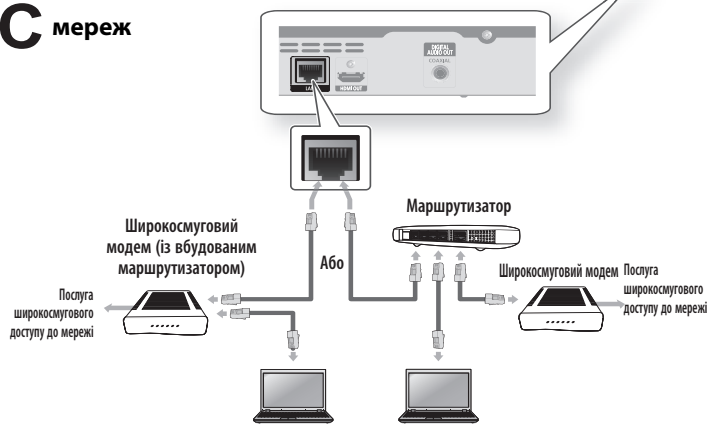 C мереж
DIGITAL
AUDIO OUT
COAXIAL
LAN
HDMI OUT
Маршрутизатор
Широкосмуговий
модем (із вбудованим
маршрутизатором)
Або
Широкосмуговий модем
Послуга
широкосмугового
доступу до мережі
Послуга
широкосмугового
доступу до мережі